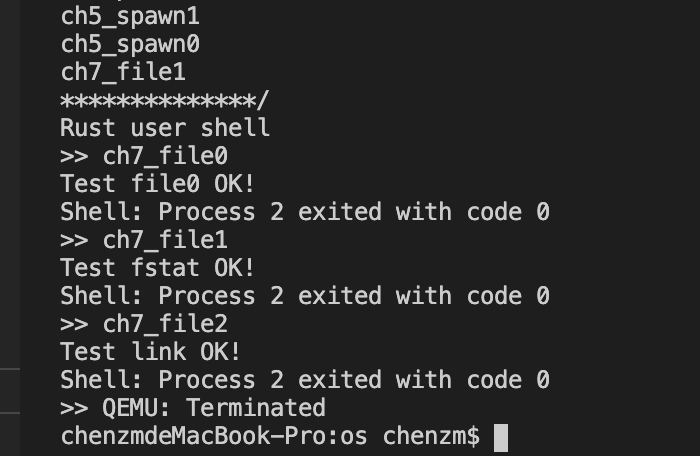 ch5_spawn1
ch5_spawn0
ch7_file1
**************/
Rust user shell
>> ch7_file0
Test file0 OK!
Shell: Process 2 exited with code 0
>> ch7_file1
Test fstat OK!
Shell: Process 2 exited with code 0
>> ch7_file2
Test link OK!
Shell: Process 2 exited with code 0
>> QEMU: Terminated
chenzmdeMacBook-Pro:os chenzm$